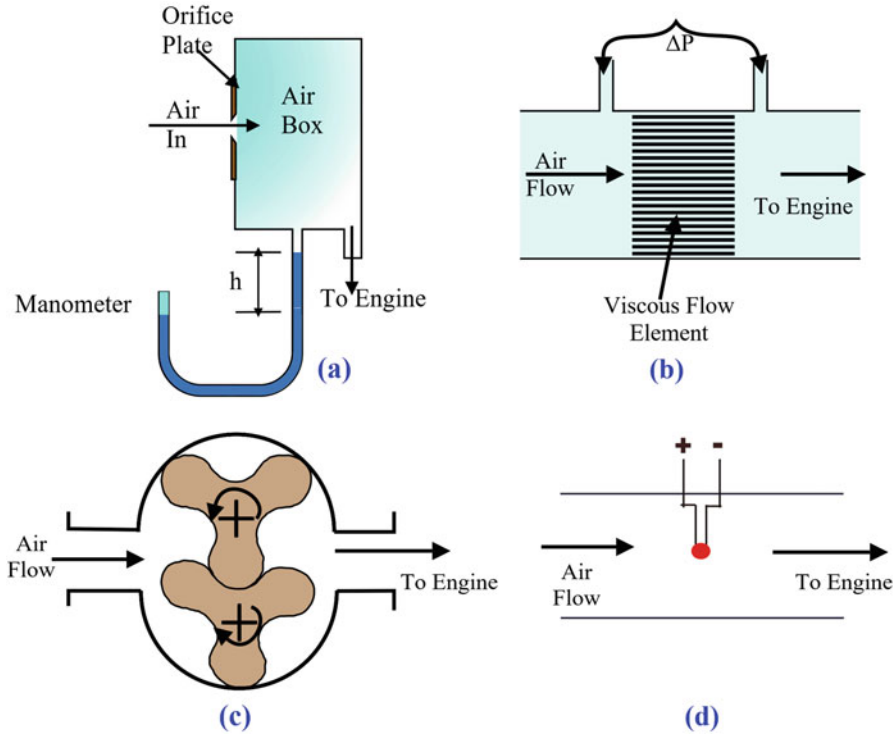 Orifice
Plate
Air
In
Air
Box
h
Manometer
To Engine
(a)
ΔP
Air
Flow
To Engine
Viscous Flow
Element
(b)
Air
Flow
To Engine
(c)
+ -
Air
Flow
To Engine
(d)